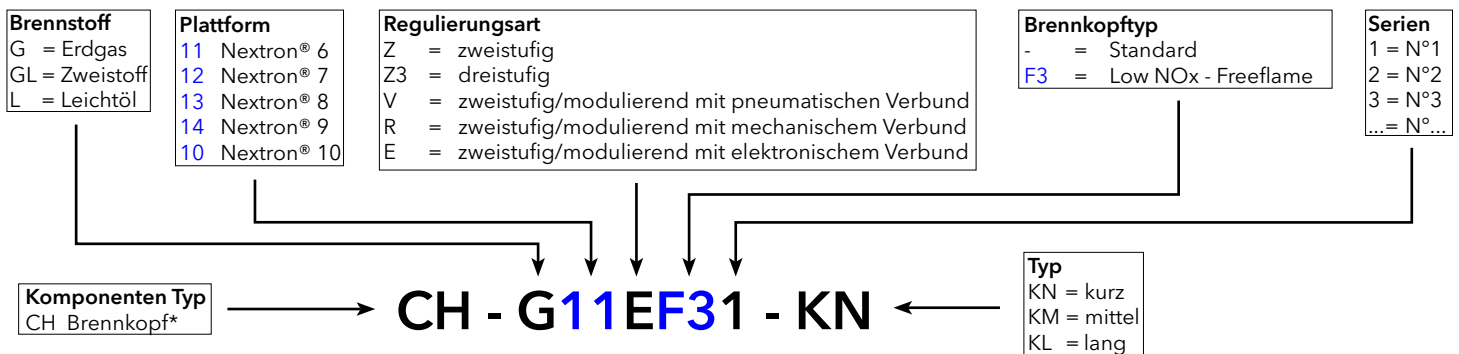 Brennstoff
G = Erdgas
GL = Zweistoff
L = Leichtöl
Plattform
11 Nextron® 6
12 Nextron® 7
13 Nextron® 8
14 Nextron® 9
10 Nextron® 10
Regulierungsart
Z = zweistufig
Z3 = dreistufig
V = zweistufig/modulierend mit pneumatischen Verbund
R = zweistufig/modulierend mit mechanischem Verbund
E = zweistufig/modulierend mit elektronischem Verbund
Brennkopftyp
- = Standard
F3 = Low NOx - Freeflame
Serien
1 = N°1
2 = N°2
3 = N°3
...= N°...
Komponenten Typ
CH Brennkopf*
CH - G11EF31 - KN
Typ
KN = kurz
KM = mittel
KL = lang